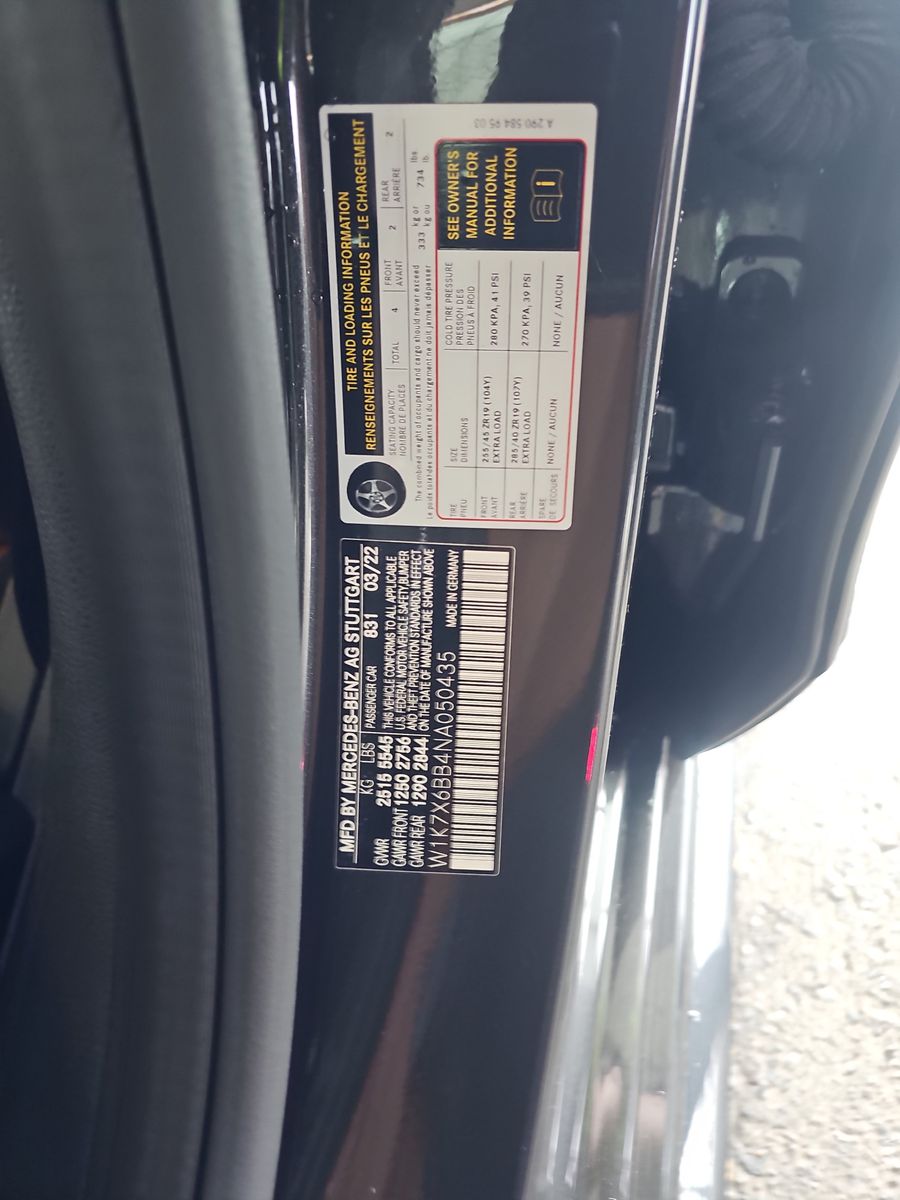 TIRE AND LOADING INFORMATION
RENSEIGNEMENTS SUR LES PNEUS ET LE CHARGEMENT
SEATING CAPACITY TOTAL 4 FRONT 2 REAR 2
NOMBRE DE PLACES AVANT ARRIÈRE
The combined weight of occupants and cargo should never exceed 333 kg or 734 lbs
Le poids total des occupants et du chargement ne doit jamais dépasser kg ou lb.
TIRE SIZE COLD TIRE PRESSURE
PNEU DIMENSIONS PRESSION DES
PNEUS À FROID
FRONT 255/45 ZR19 (104Y) 280 KPA, 41 PSI
AVANT EXTRA LOAD
REAR 285/40 ZR19 (107Y) 270 KPA, 39 PSI
ARRIÈRE EXTRA LOAD
SPARE NONE / AUCUN NONE / AUCUN
DE SECOURS
SEE OWNER'S
MANUAL FOR
ADDITIONAL
INFORMATION
A 290 584 95 03
MFD BY MERCEDES-BENZ AG STUTTGART
KG LBS PASSENGER CAR 831 03/22
GVWR 2515 5545 THIS VEHICLE CONFORMS TO ALL APPLICABLE
GAWR FRONT 1250 2756 U.S. FEDERAL MOTOR VEHICLE SAFETY, BUMPER
GAWR REAR 1290 2844 AND THEFT PREVENTION STANDARDS IN EFFECT
ON THE DATE OF MANUFACTURE SHOWN ABOVE
W1K7X6BB4NA050435 MADE IN GERMANY